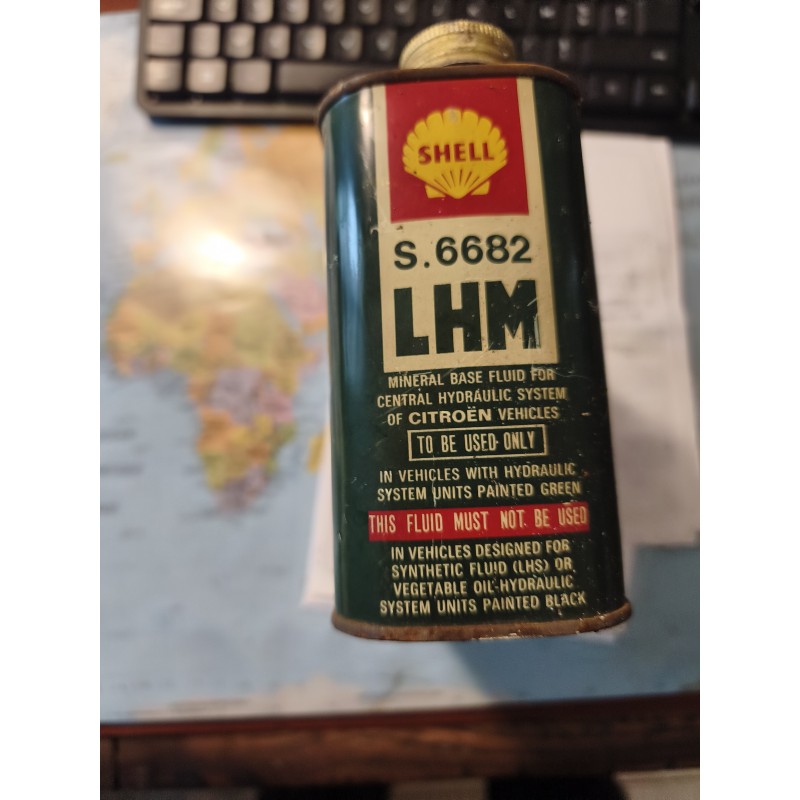 SHELL
S.6682
LHM
MINERAL BASE FLUID FOR
CENTRAL HYDRAULIC SYSTEM
OF CITROËN VEHICLES
TO BE USED ONLY
IN VEHICLES WITH HYDRAULIC
SYSTEM UNITS PAINTED GREEN
THIS FLUID MUST NOT BE USED
IN VEHICLES DESIGNED FOR
SYNTHETIC FLUID (LHS) OR
VEGETABLE OIL-HYDRAULIC
SYSTEM UNITS PAINTED BLACK